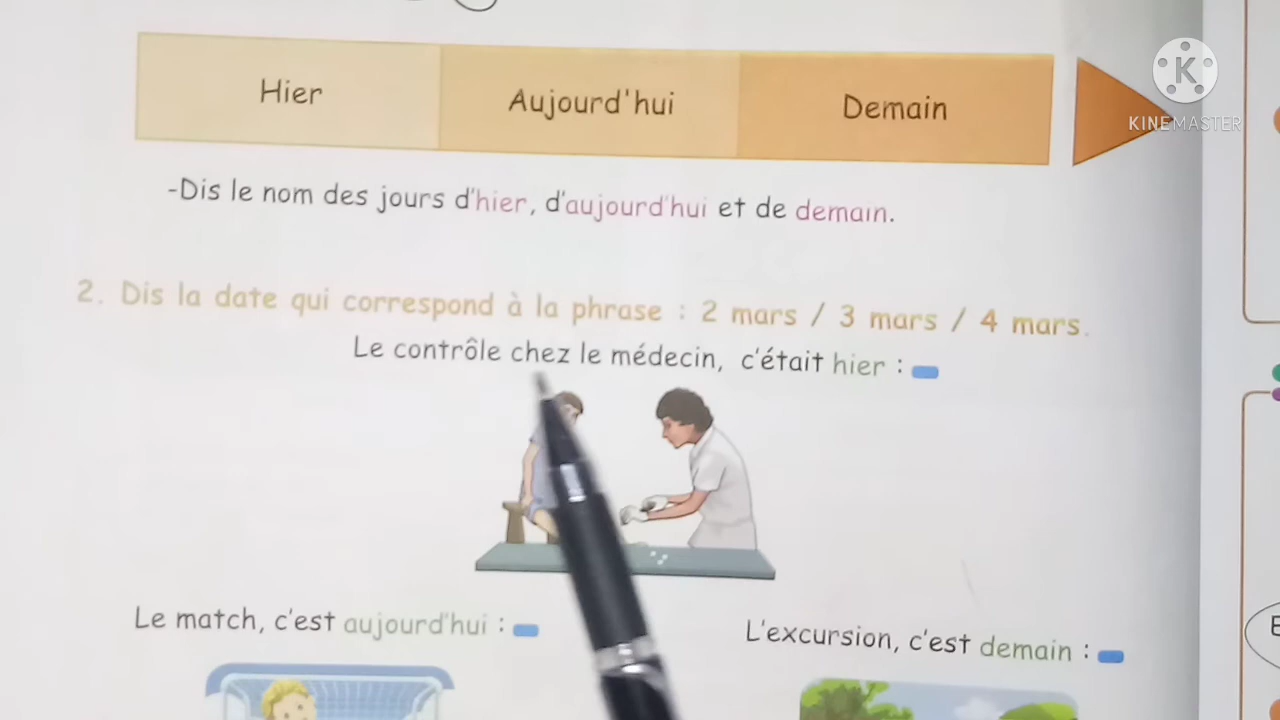 Hier
Aujourd'hui
Demain
K
KINEMASTER
-Dis le nom des jours d'hier, d'aujourd'hui et de demain.
2. Dis la date qui correspond à la phrase : 2 mars / 3 mars / 4 mars.
Le contrôle chez le médecin, c'était hier :
Le match, c'est aujourd'hui :
L'excursion, c'est demain :